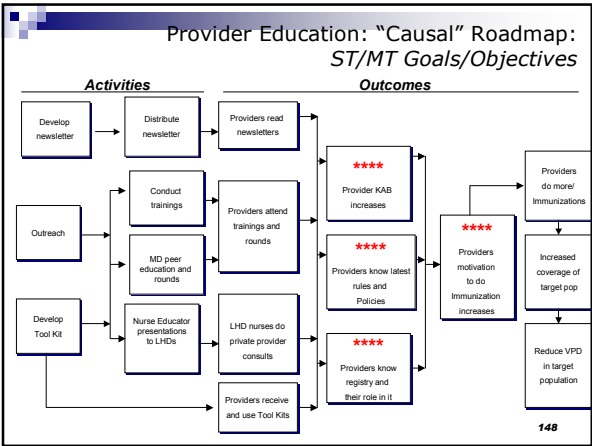 Provider Education: “Causal” Roadmap:
ST/MT Goals/Objectives
Activities
Outcomes
Develop
newsletter
Distribute
newsletter
Providers read
newsletters
Outreach
Conduct
trainings
MD peer
education and
rounds
Providers attend
trainings and
rounds
Develop
Tool Kit
Nurse Educator
presentations
to LHDs
LHD nurses do
private provider
consults
Providers receive
and use Tool Kits
****
Provider KAB
increases
****
Providers know latest
rules and
Policies
****
Providers know
registry and
their role in it
****
Providers
motivation
to do
Immunization
increases
Providers
do more/
Immunizations
Increased
coverage of
target pop
Reduce VPD
in target
population
148